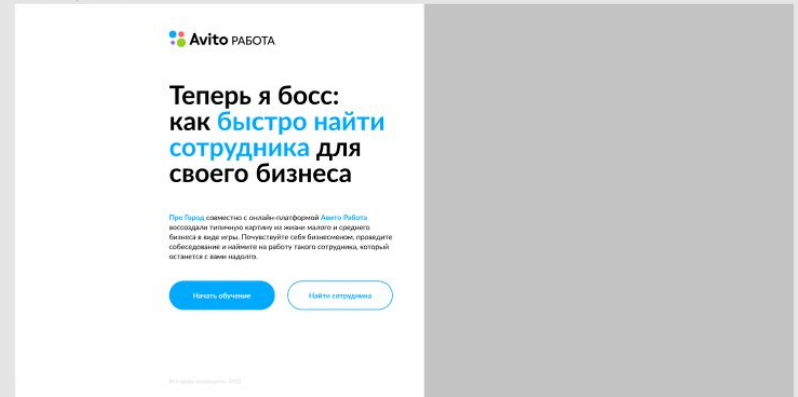 Avito РАБОТА
Теперь я босс:
как быстро найти
сотрудника для
своего бизнеса
Про Город совместно с онлайн-платформой Авито Работа
воссоздали типичную картину из жизни малого и среднего
бизнеса в виде игры. Почувствуйте себя бизнесменом, проведите
собеседование и наймите на работу такого сотрудника, который
останется с вами надолго.
Начать обучение
Найти сотрудника